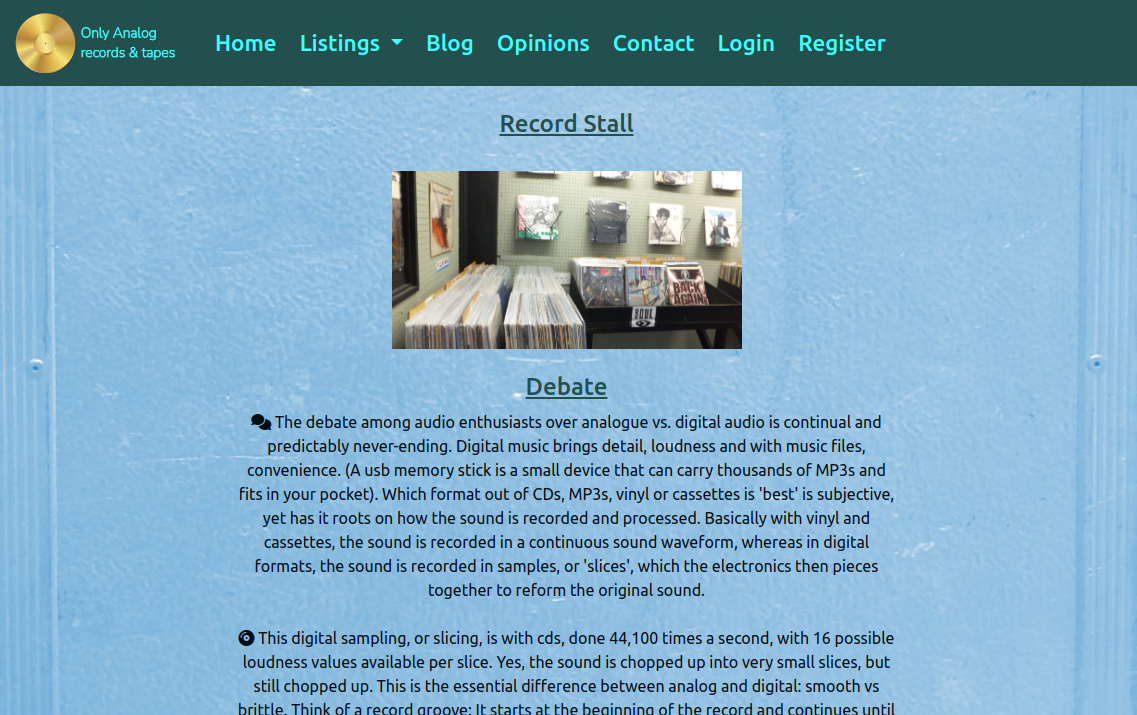 Only Analog
records & tapes
Home Listings Blog Opinions Contact Login Register
Record Stall
BACK
AGAIN
SOUL
Debate
The debate among audio enthusiasts over analogue vs. digital audio is continual and
predictably never-ending. Digital music brings detail, loudness and with music files,
convenience. (A usb memory stick is a small device that can carry thousands of MP3s and
fits in your pocket). Which format out of CDs, MP3s, vinyl or cassettes is 'best' is subjective,
yet has it roots on how the sound is recorded and processed. Basically with vinyl and
cassettes, the sound is recorded in a continuous sound waveform, whereas in digital
formats, the sound is recorded in samples, or 'slices', which the electronics then pieces
together to reform the original sound.
This digital sampling, or slicing, is with cds, done 44,100 times a second, with 16 possible
loudness values available per slice. Yes, the sound is chopped up into very small slices, but
still chopped up. This is the essential difference between analog and digital: smooth vs
brittle. Think of a record groove: It starts at the beginning of the record and continues until